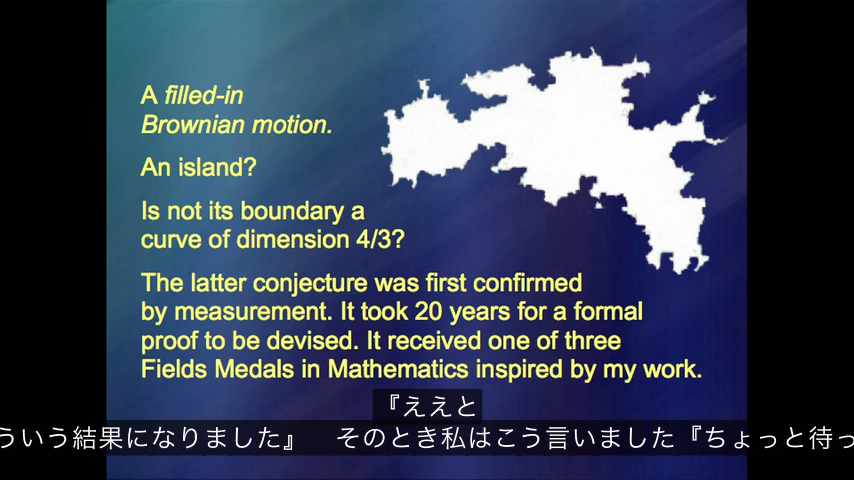 A filled-in
Brownian motion.
An island?
Is not its boundary a
curve of dimension 4/3?
The latter conjecture was first confirmed
by measurement. It took 20 years for a formal
proof to be devised. It received one of three
Fields Medals in Mathematics inspired by my work.
『ええと
ういう結果になりました』　そのとき私はこう言いました『ちょっと待っ